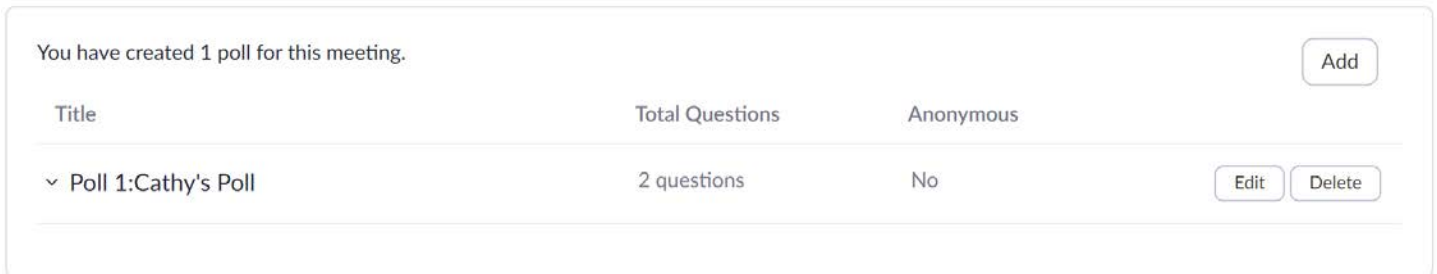 You have created 1 poll for this meeting.
Add
Title Total Questions Anonymous
Poll 1:Cathy's Poll 2 questions No Edit Delete